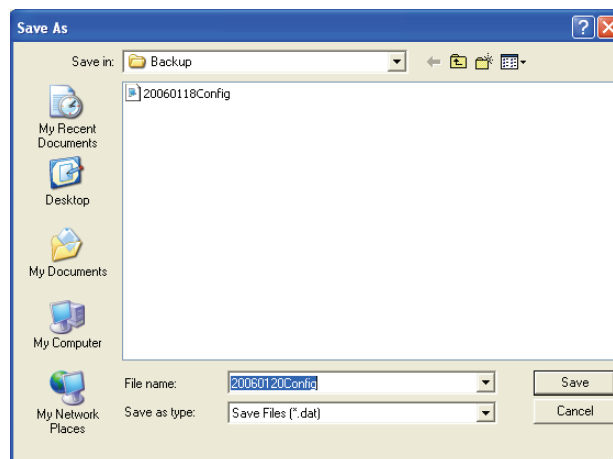 Save As
Save in:
Backup
20060118Config
My Recent
Documents
Desktop
My Documents
My Computer
My Network
Places
File name:
20060120Config
Save
Save as type:
Save Files (*.dat)
Cancel